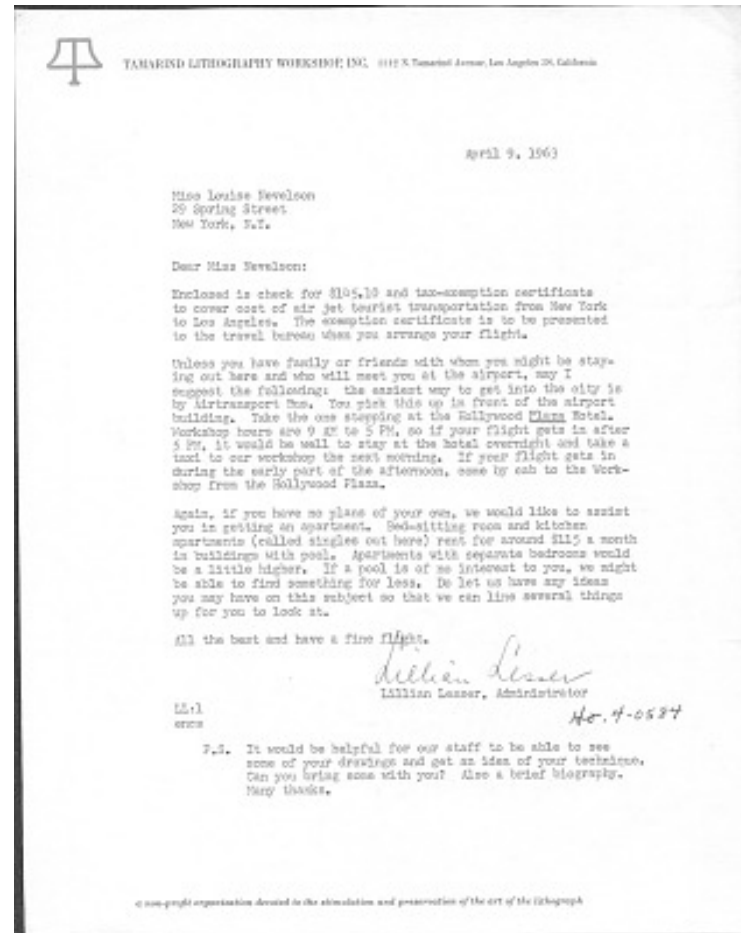 TAMARIND LITHOGRAPHY WORKSHOP, INC. 1112 N. Tamarind Avenue, Los Angeles 38, California
April 9, 1963
Miss Louise Nevelson
29 Spring Street
New York, N.Y.
Dear Miss Nevelson:
Enclosed is check for $145.10 and tax-exemption certificate
to cover cost of air jet tourist transportation from New York
to Los Angeles. The exemption certificate is to be presented
to the travel bureau when you arrange your flight.
Unless you have family or friends with whom you might be stay-
ing out here and who will meet you at the airport, may I
suggest the following: the easiest way to get into the city is
by Airtransport Bus. You pick this up in front of the airport
building. Take the one stopping at the Hollywood Plaza Hotel.
Workshop hours are 9 AM to 5 PM, so if your flight gets in after
5 PM, it would be well to stay at the hotel overnight and take a
taxi to our workshop the next morning. If your flight gets in
during the early part of the afternoon, come by cab to the Work-
shop from the Hollywood Plaza.
Again, if you have no plans of your own, we would like to assist
you in getting an apartment. Bed-sitting room and kitchen
apartments (called singles out here) rent for around $115 a month
in buildings with pool. Apartments with separate bedrooms would
be a little higher. If a pool is of no interest to you, we might
be able to find something for less. Do let us have any ideas
you may have on this subject so that we can line several things
up for you to look at.
All the best and have a fine flight.
Lillian Lesser
Lillian Lesser, Administrator
LL:l
encs
Ho. 4-0584
P.S. It would be helpful for our staff to be able to see
some of your drawings and get an idea of your technique.
Can you bring some with you? Also a brief biography.
Many thanks.
a non-profit organization devoted to the stimulation and preservation of the art of the lithograph